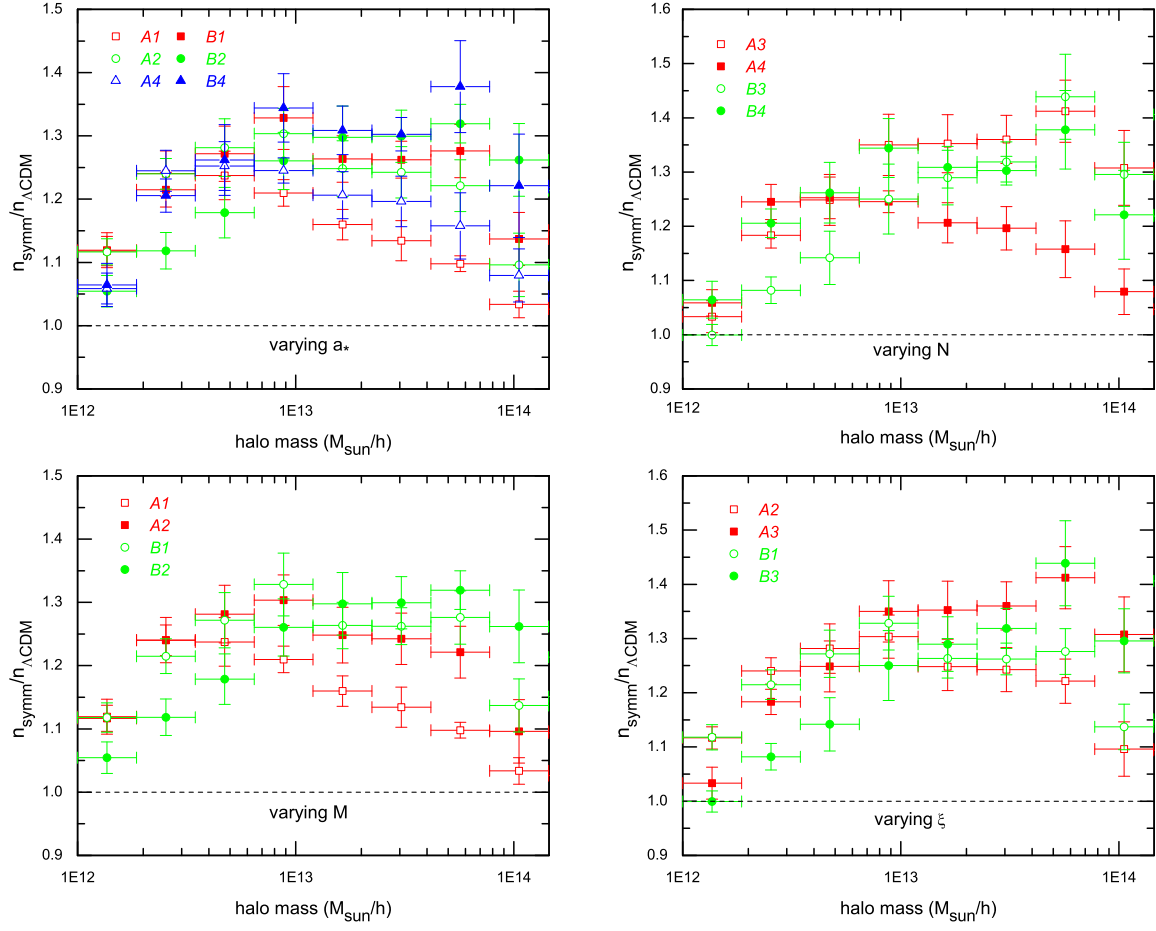 1.5
1.4
1.3
1.2
1.1
1.0
0.9
n_symm/n_ΛCDM
A1 B1
A2 B2
A4 B4
varying a*
1E12 1E13 1E14
halo mass (M_sun/h)
1.6
1.5
1.4
1.3
1.2
1.1
1.0
0.9
n_symm/n_ΛCDM
A3
A4
B3
B4
varying N
1E12 1E13 1E14
halo mass (M_sun/h)
1.5
1.4
1.3
1.2
1.1
1.0
0.9
n_symm/n_ΛCDM
A1
A2
B1
B2
varying M
1E12 1E13 1E14
halo mass (M_sun/h)
1.6
1.5
1.4
1.3
1.2
1.1
1.0
0.9
n_symm/n_ΛCDM
A2
A3
B1
B3
varying ξ
1E12 1E13 1E14
halo mass (M_sun/h)